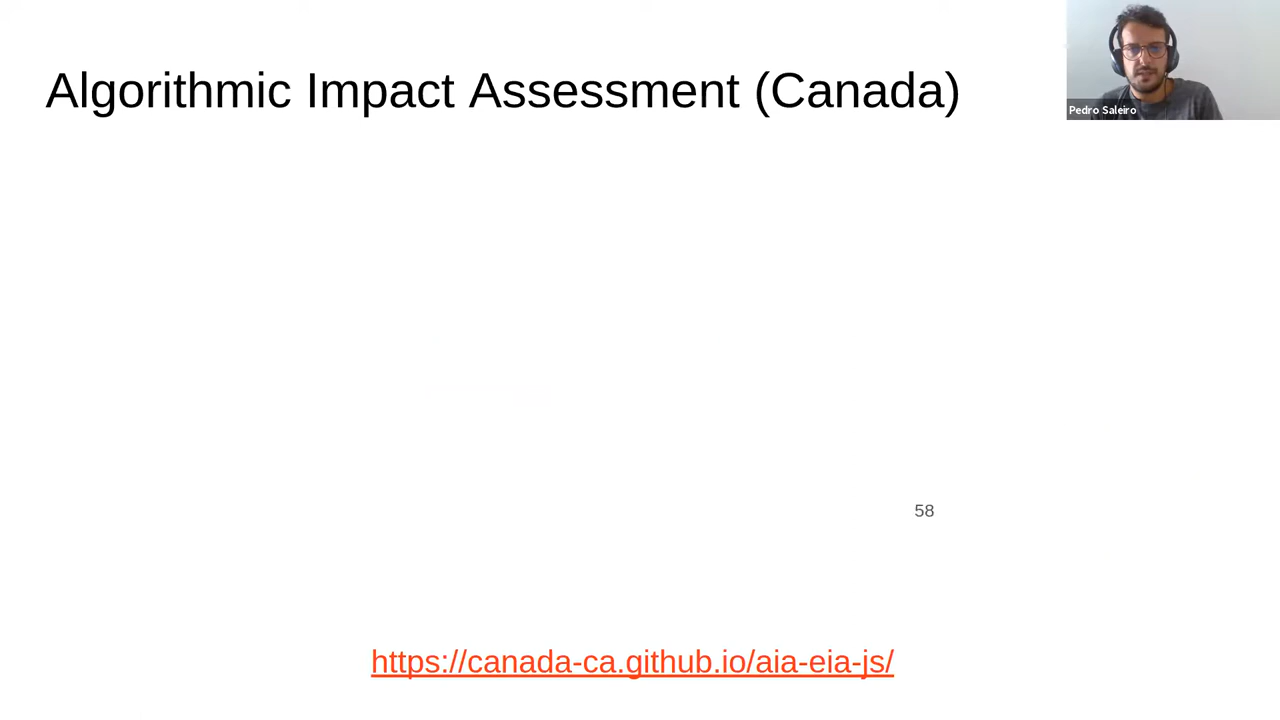 Algorithmic Impact Assessment (Canada)
Pedro Saleiro
58
https://canada-ca.github.io/aia-eia-js/